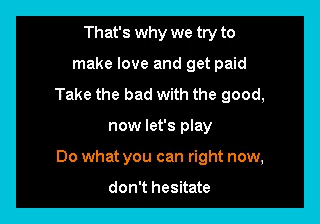 That's why we try to
make love and get paid
Take the bad with the good,
now let's play
Do what you can right now,
don't hesitate